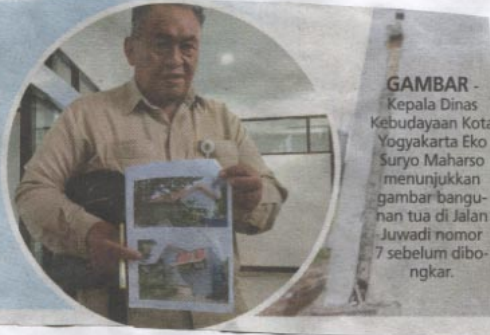 GAMBAR -
Kepala Dinas
Kebudayaan Kota
Yogyakarta Eko
Suryo Maharso
menunjukkan
gambar bangu-
nan tua di Jalan
Juwadi nomor
7 sebelum dibo-
ngkar.